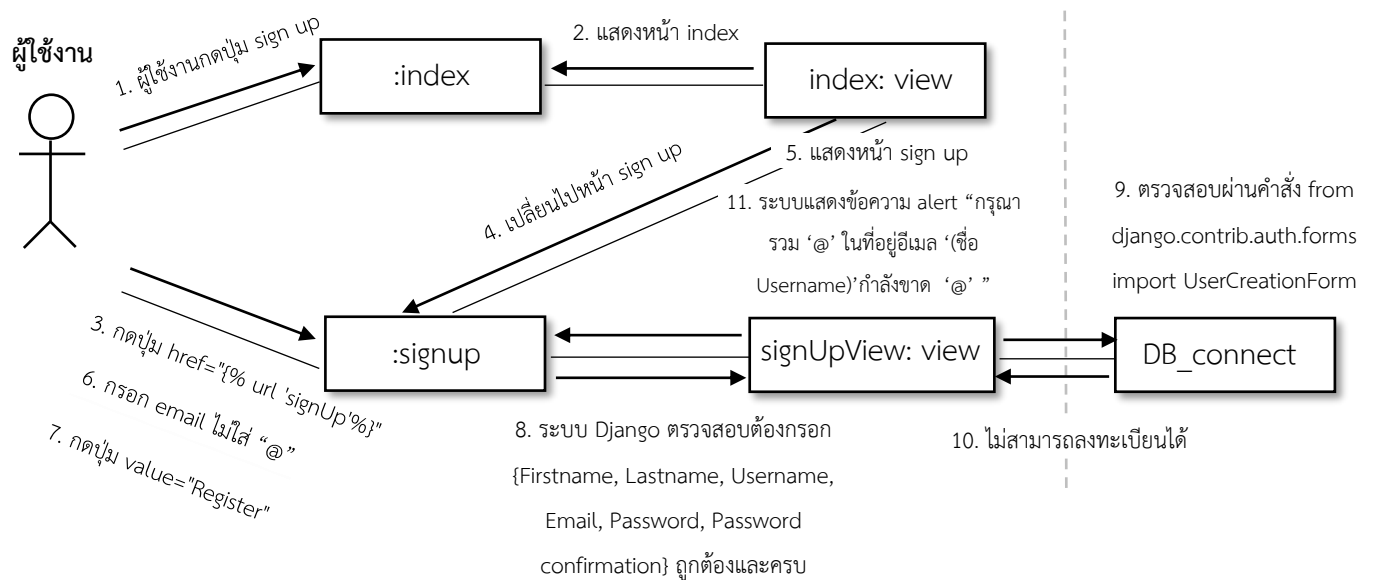 ผู้ใช้งาน
1. ผู้ใช้งานกดปุ่ม sign up
:index
2. แสดงหน้า index
index: view
4. เปลี่ยนไปหน้า sign up
5. แสดงหน้า sign up
11. ระบบแสดงข้อความ alert “กรุณา
รวม ‘@’ ในที่อยู่อีเมล ‘(ชื่อ
Username)’กำลังขาด ‘@’ ”
9. ตรวจสอบผ่านคำสั่ง from
django.contrib.auth.forms
import UserCreationForm
3. กดปุ่ม href="{% url 'signUp'%}"
6. กรอก email ไม่ใส่ “@”
7. กดปุ่ม value="Register"
:signup
signUpView: view
DB_connect
8. ระบบ Django ตรวจสอบต้องกรอก
{Firstname, Lastname, Username,
Email, Password, Password
confirmation} ถูกต้องและครบ
10. ไม่สามารถลงทะเบียนได้